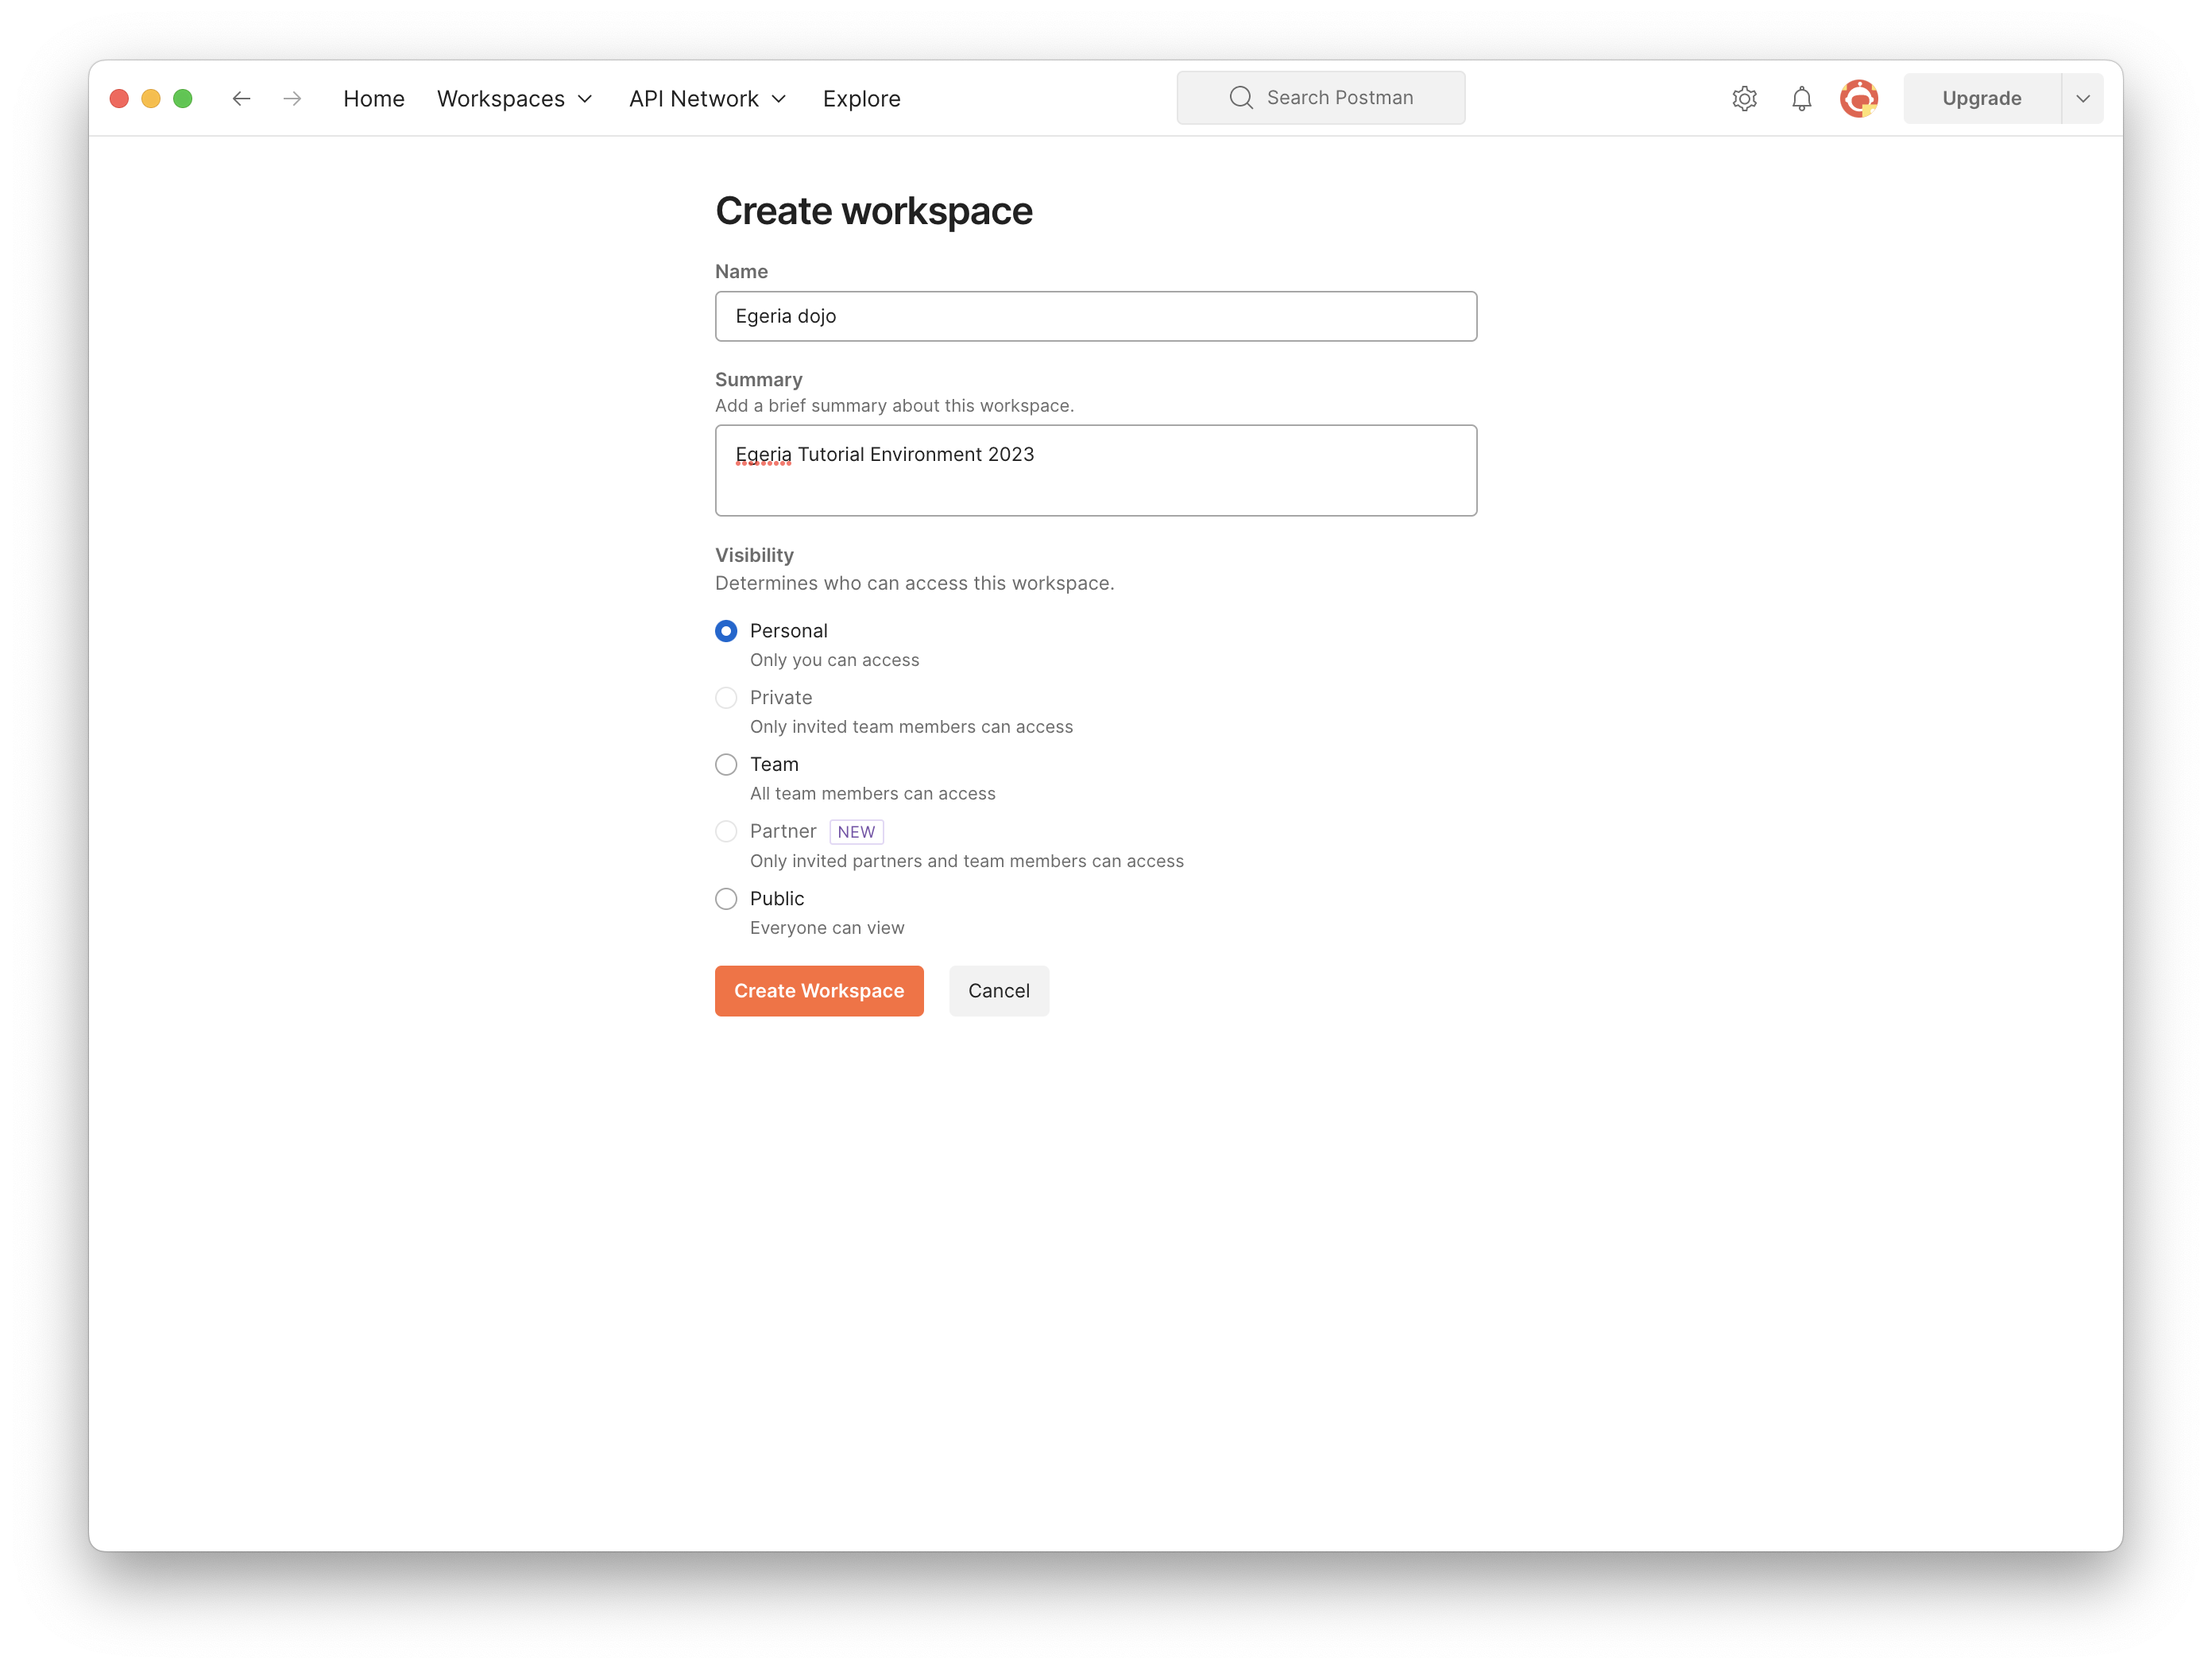 Home Workspaces API Network Explore Search Postman Upgrade
Create workspace
Name
Egeria dojo
Summary
Add a brief summary about this workspace.
Egeria Tutorial Environment 2023
Visibility
Determines who can access this workspace.
Personal
Only you can access
Private
Only invited team members can access
Team
All team members can access
Partner NEW
Only invited partners and team members can access
Public
Everyone can view
Create Workspace Cancel